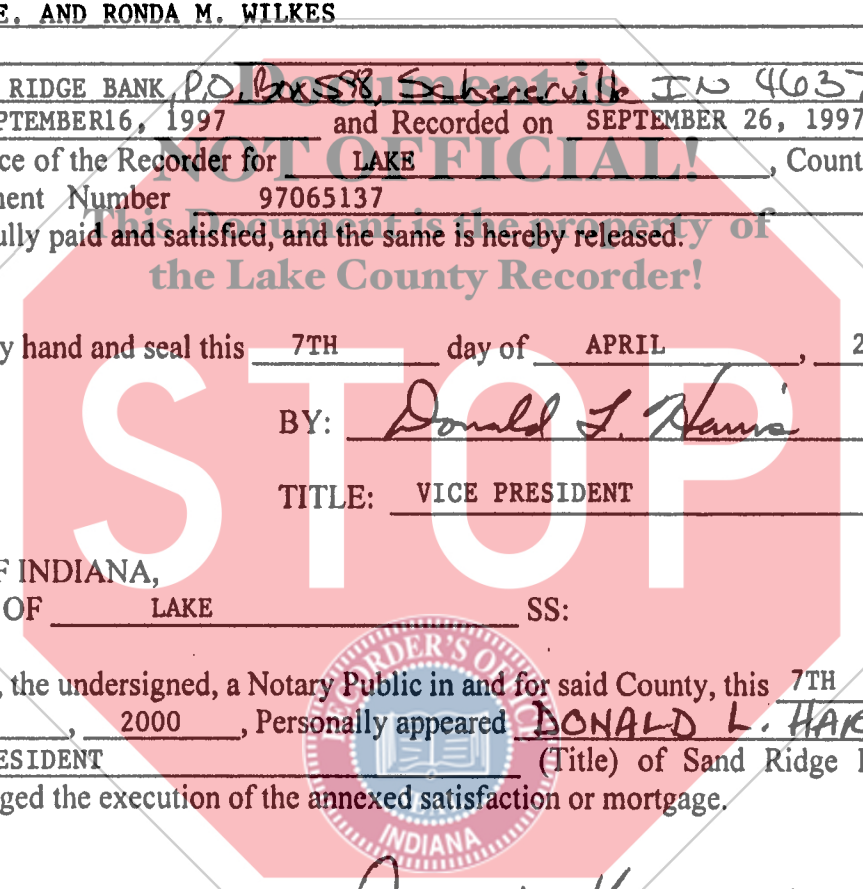 E. AND RONDA M. WILKES
RIDGE BANK P.O. Box 598, Schererville IN 4637
PTEMBER16, 1997 and Recorded on SEPTEMBER 26, 1997
ce of the Recorder for LAKE , Count
ment Number 97065137
ully paid and satisfied, and the same is hereby released.
Document is
NOT OFFICIAL!
This Document is the property of
the Lake County Recorder!
y hand and seal this 7TH day of APRIL , 2
STOP
BY: Donald L. Harris
TITLE: VICE PRESIDENT
F INDIANA,
OF LAKE SS:
, the undersigned, a Notary Public in and for said County, this 7TH
, 2000 , Personally appeared DONALD L. HAR
ESIDENT (Title) of Sand Ridge
ged the execution of the annexed satisfaction or mortgage.
RECORDER'S OFFICE
INDIANA